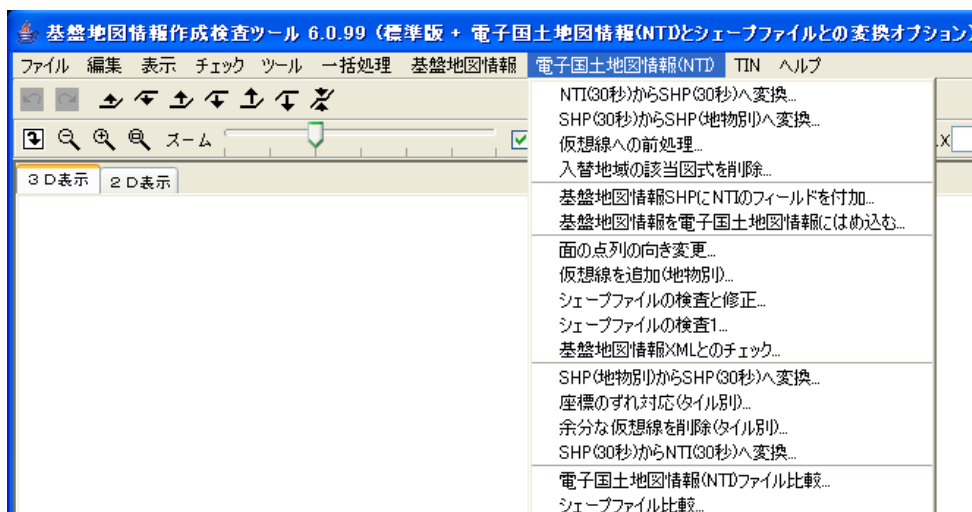 基盤地図情報作成検査ツール 6.0.99 (標準版 + 電子国土地図情報(NTI)とシェープファイルとの変換オプション)
ファイル 編集 表示 チェック ツール 一括処理 基盤地図情報 電子国土地図情報(NTI) TIN ヘルプ
ズーム
X
3D表示 2D表示
NTI(30秒)からSHP(30秒)へ変換...
SHP(30秒)からSHP(地物別)へ変換...
仮想線への前処理...
入替地域の該当図式を削除...
基盤地図情報SHPにNTIのフィールドを付加...
基盤地図情報を電子国土地図情報にはめ込む...
面の点列の向き変更...
仮想線を追加(地物別)...
シェープファイルの検査と修正...
シェープファイルの検査1...
基盤地図情報XMLとのチェック...
SHP(地物別)からSHP(30秒)へ変換...
座標のずれ対応(タイル別)...
余分な仮想線を削除(タイル別)...
SHP(30秒)からNTI(30秒)へ変換...
電子国土地図情報(NTI)ファイル比較...
シェープファイル比較...